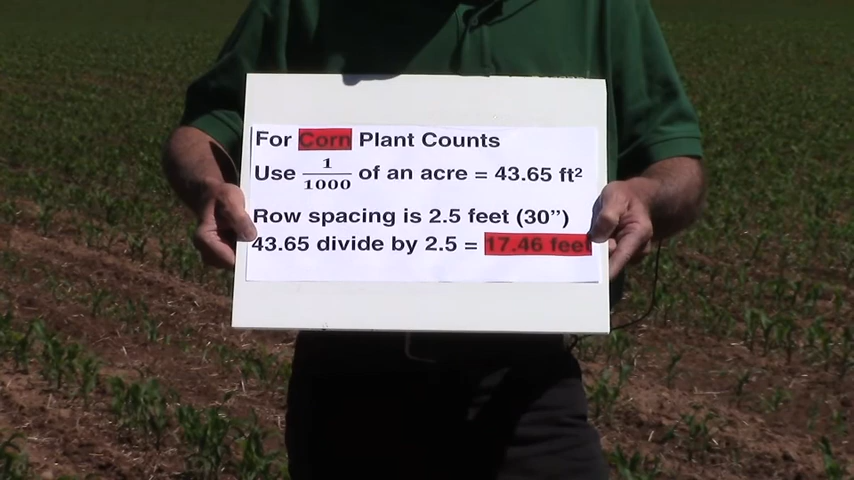 For Corn Plant Counts
Use 1/1000 of an acre = 43.65 ft²
Row spacing is 2.5 feet (30”)
43.65 divide by 2.5 = 17.46 feet